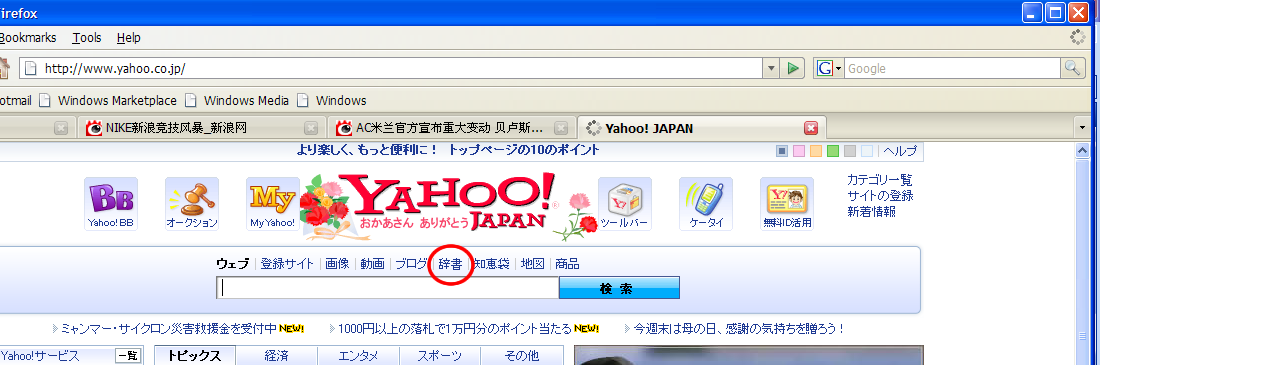 irefox
Bookmarks Tools Help
http://www.yahoo.co.jp/ G Google
otmail Windows Marketplace Windows Media Windows
NIKE新浪竞技风暴_新浪网 AC米兰官方宣布重大变动 贝卢斯... Yahoo! JAPAN
より楽しく、もっと便利に！ トップページの10のポイント ヘルプ
BB My YAHOO! JAPAN Y!
おかあさん ありがとう
Yahoo! BB オークション My Yahoo! ツールバー ケータイ 無料ID活用
カテゴリ一覧
サイトの登録
新着情報
ウェブ 登録サイト 画像 動画 ブログ 辞書 知恵袋 地図 商品
検索
ミャンマー・サイクロン災害救援金を受付中 NEW! 1000円以上の落札で1万円分のポイント当たる NEW! 今週末は母の日、感謝の気持ちを贈ろう！
Yahoo!サービス 一覧 トピックス 経済 エンタメ スポーツ その他